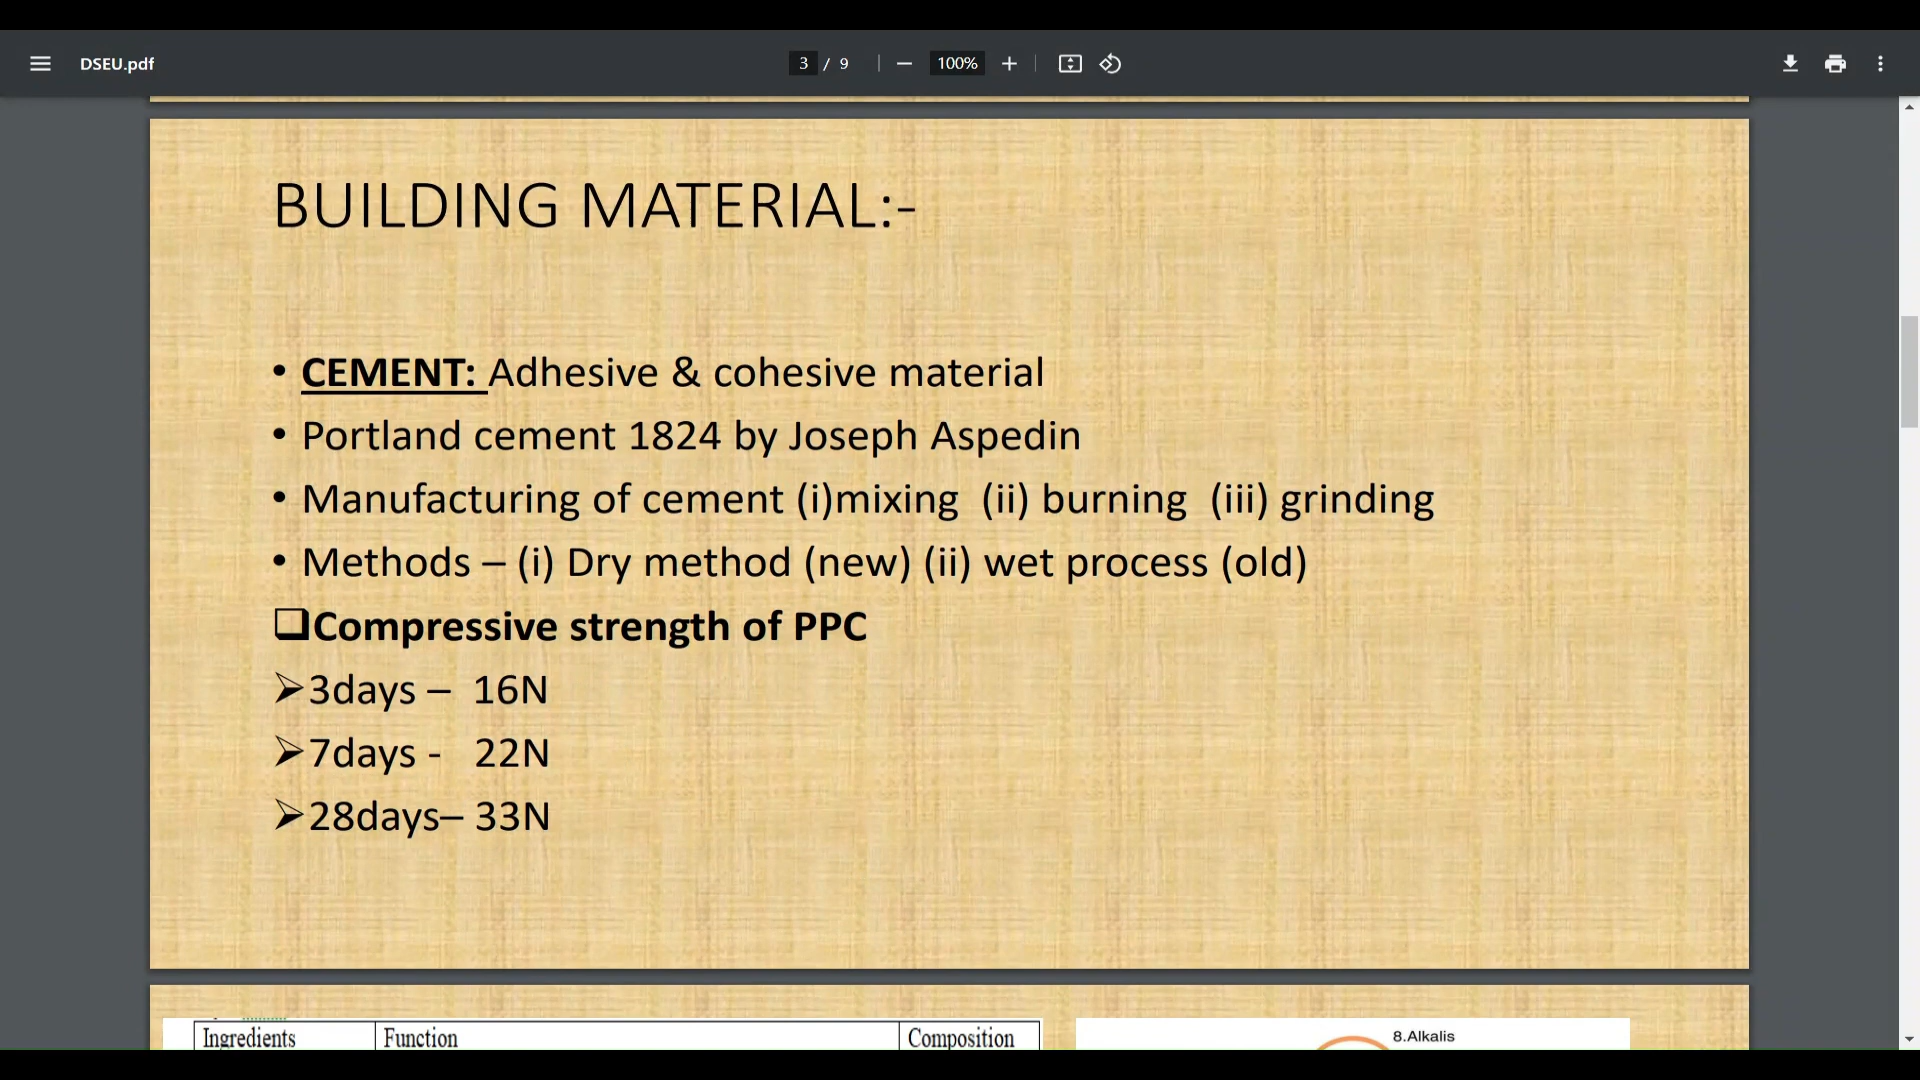 DSEU.pdf
3 / 9
100%
BUILDING MATERIAL:-
• CEMENT: Adhesive & cohesive material
• Portland cement 1824 by Joseph Aspedin
• Manufacturing of cement (i)mixing (ii) burning (iii) grinding
• Methods – (i) Dry method (new) (ii) wet process (old)
❑Compressive strength of PPC
➢3days – 16N
➢7days - 22N
➢28days– 33N
Ingredients Function Composition
8.Alkalis